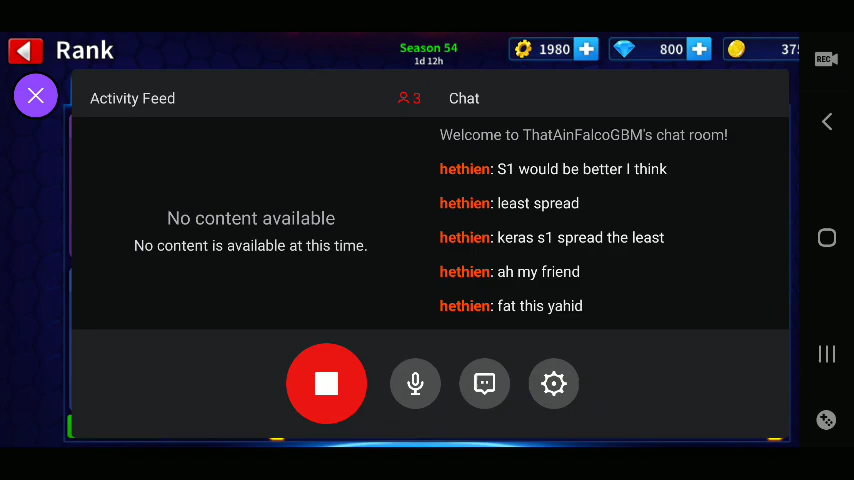 Rank
Season 54
1d 12h
1980
800
375
REC
Activity Feed
3
Chat
Welcome to ThatAinFalcoGBM's chat room!
hethien: S1 would be better I think
hethien: least spread
hethien: keras s1 spread the least
hethien: ah my friend
hethien: fat this yahid
No content available
No content is available at this time.